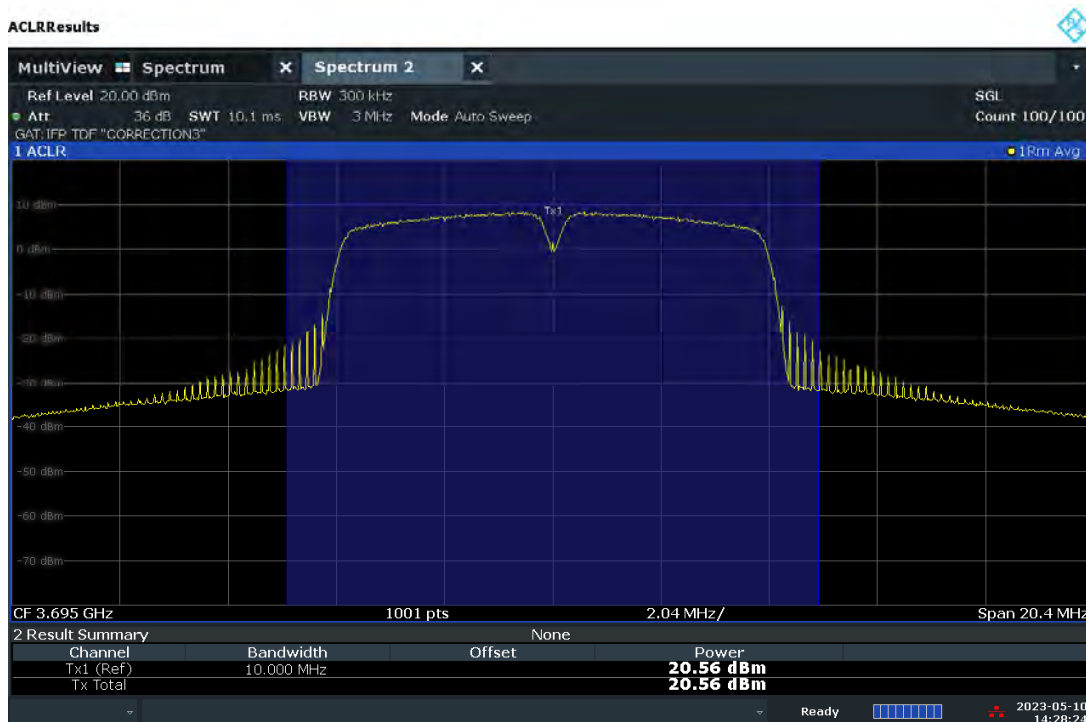 ACLRResults
MultiView Spectrum X Spectrum 2 X
Ref Level 20.00 dBm RBW 300 kHz SGL
Att 36 dB SWT 10.1 ms VBW 3 MHz Mode Auto Sweep Count 100/100
GAT:IFP TDF "CORRECTION3"
1 ACLR 1Rm Avg
10 dBm
Tx1
0 dBm
-10 dBm
-20 dBm
-30 dBm
-40 dBm
-50 dBm
-60 dBm
-70 dBm
CF 3.695 GHz 1001 pts 2.04 MHz/ Span 20.4 MHz
2 Result Summary None
Channel Bandwidth Offset Power
Tx1 (Ref) 10.000 MHz 20.56 dBm
Tx Total 20.56 dBm
Ready 2023-05-10
14:28:24